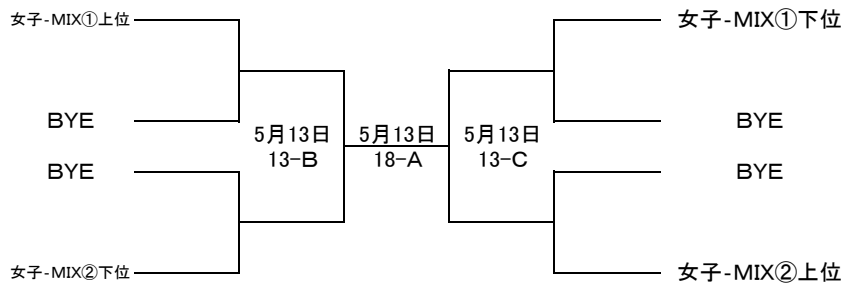 女子-MIX①上位
女子-MIX①下位
BYE
BYE
5月13日
13-B
5月13日
18-A
5月13日
13-C
BYE
BYE
女子-MIX②下位
女子-MIX②上位